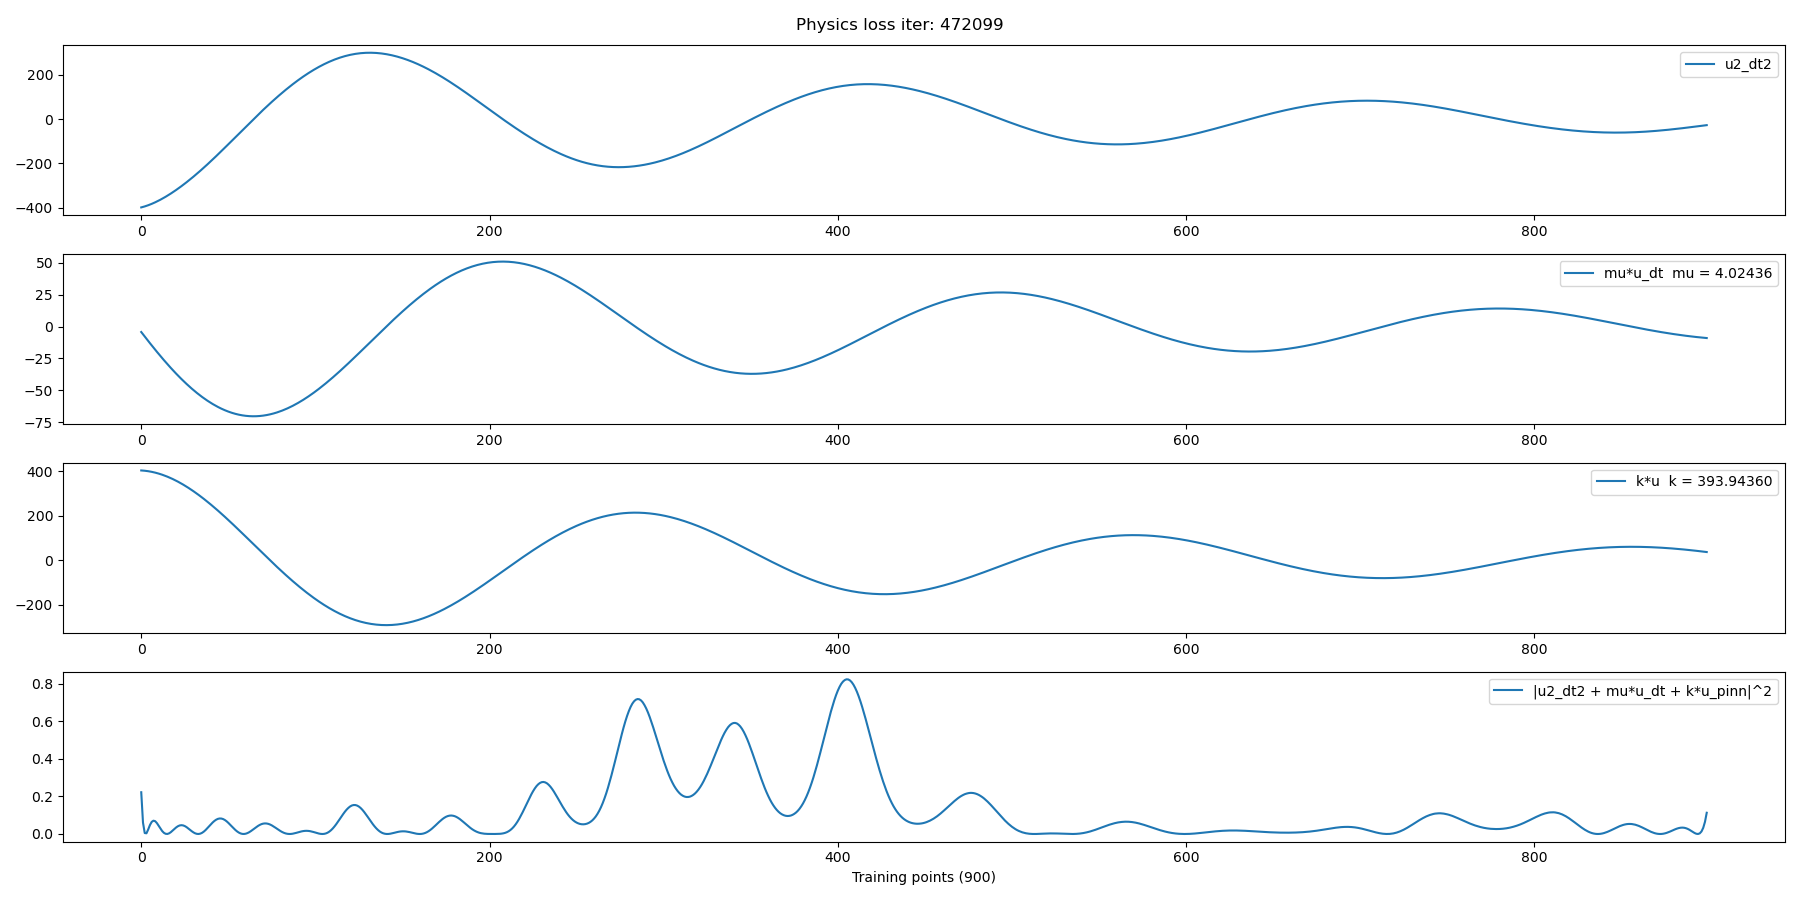 Physics loss iter: 472099
u2_dt2
200
0
−200
−400
0 200 400 600 800
mu*u_dt  mu = 4.02436
50
25
0
−25
−50
−75
0 200 400 600 800
k*u  k = 393.94360
400
200
0
−200
0 200 400 600 800
|u2_dt2 + mu*u_dt + k*u_pinn|^2
0.8
0.6
0.4
0.2
0.0
0 200 400 600 800
Training points (900)